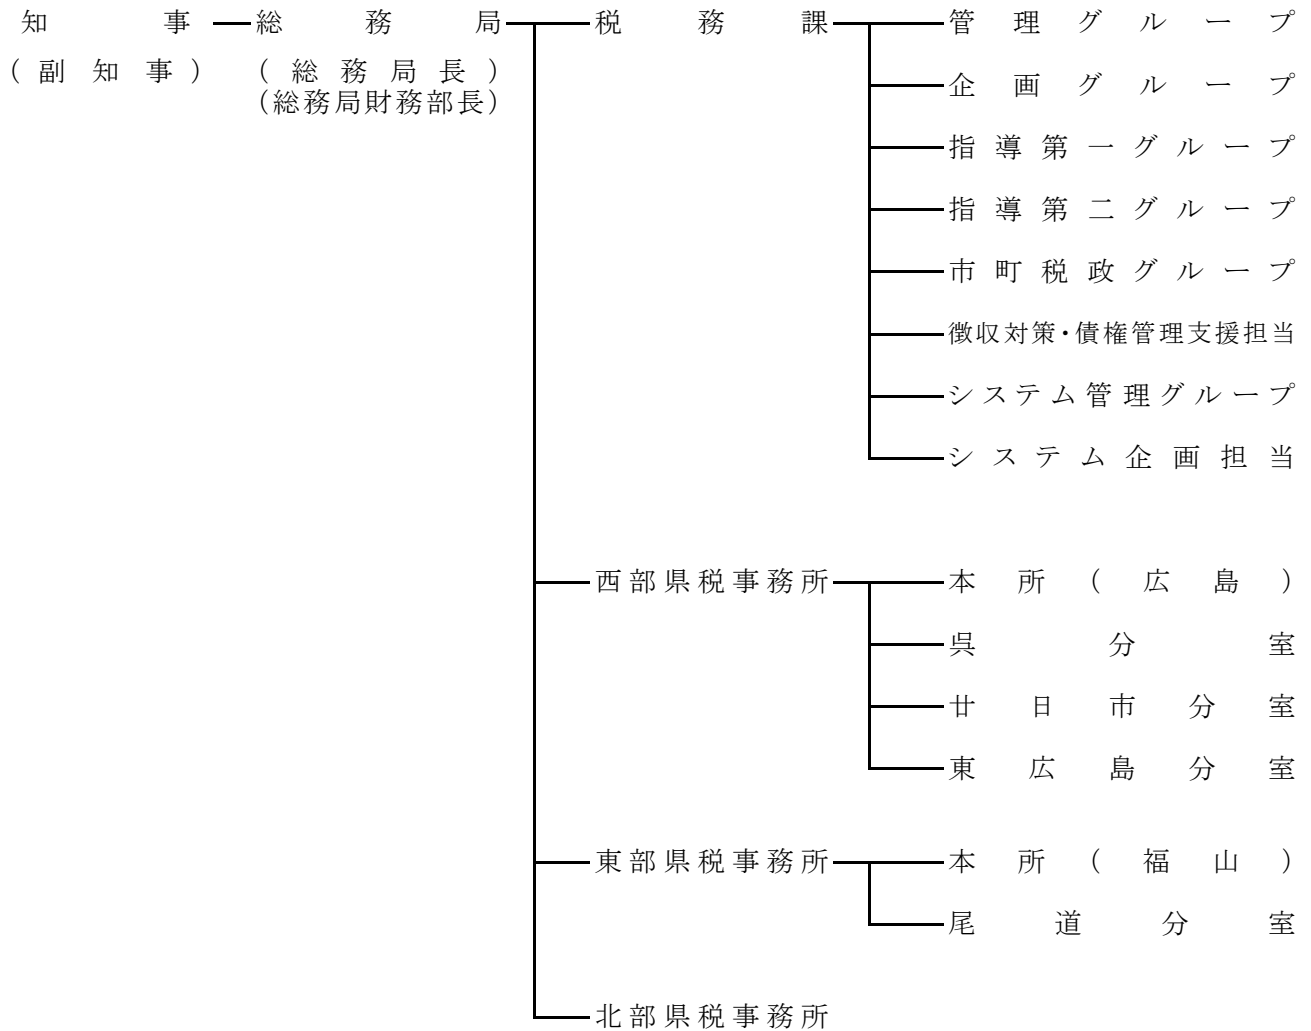 知事 総務局 税務課 管理グループ
(副知事) (総務局長) 企画グループ
(総務局財務部長)
指導第一グループ
指導第二グループ
市町税政グループ
徴収対策・債権管理支援担当
システム管理グループ
システム企画担当
西部県税事務所 本所(広島)
呉分室
廿日市分室
東広島分室
東部県税事務所 本所(福山)
尾道分室
北部県税事務所